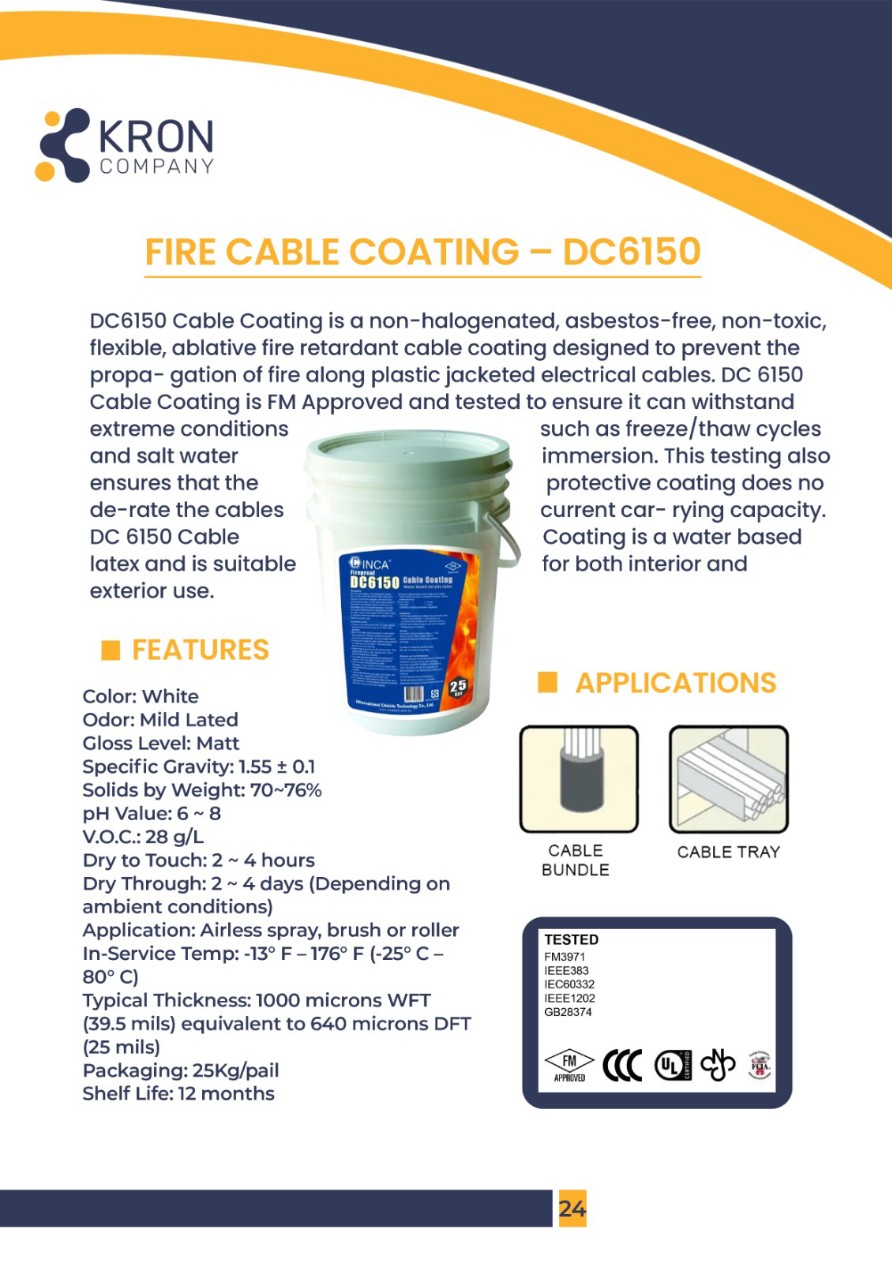 KRON
COMPANY
FIRE CABLE COATING – DC6150
DC6150 Cable Coating is a non-halogenated, asbestos-free, non-toxic,
flexible, ablative fire retardant cable coating designed to prevent the
propa- gation of fire along plastic jacketed electrical cables. DC 6150
Cable Coating is FM Approved and tested to ensure it can withstand
extreme conditions such as freeze/thaw cycles
and salt water immersion. This testing also
ensures that the protective coating does no
de-rate the cables current car- rying capacity.
DC 6150 Cable Coating is a water based
latex and is suitable for both interior and
exterior use.
INCA
Fireproof
DC6150 Cable Coating
25
FEATURES
Color: White
Odor: Mild Lated
Gloss Level: Matt
Specific Gravity: 1.55 ± 0.1
Solids by Weight: 70~76%
pH Value: 6 ~ 8
V.O.C.: 28 g/L
Dry to Touch: 2 ~ 4 hours
Dry Through: 2 ~ 4 days (Depending on
ambient conditions)
Application: Airless spray, brush or roller
In-Service Temp: -13° F – 176° F (-25° C –
80° C)
Typical Thickness: 1000 microns WFT
(39.5 mils) equivalent to 640 microns DFT
(25 mils)
Packaging: 25Kg/pail
Shelf Life: 12 months
APPLICATIONS
CABLE
BUNDLE
CABLE TRAY
TESTED
FM3971
IEEE383
IEC60332
IEEE1202
GB28374
FM
APPROVED
UL
CERTIFIED
24